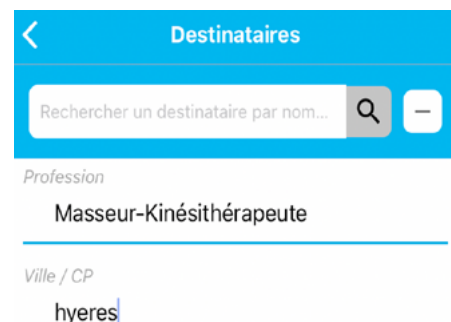 Destinataires
Rechercher un destinataire par nom...
Profession
Masseur-Kinésithérapeute
Ville / CP
hyeres